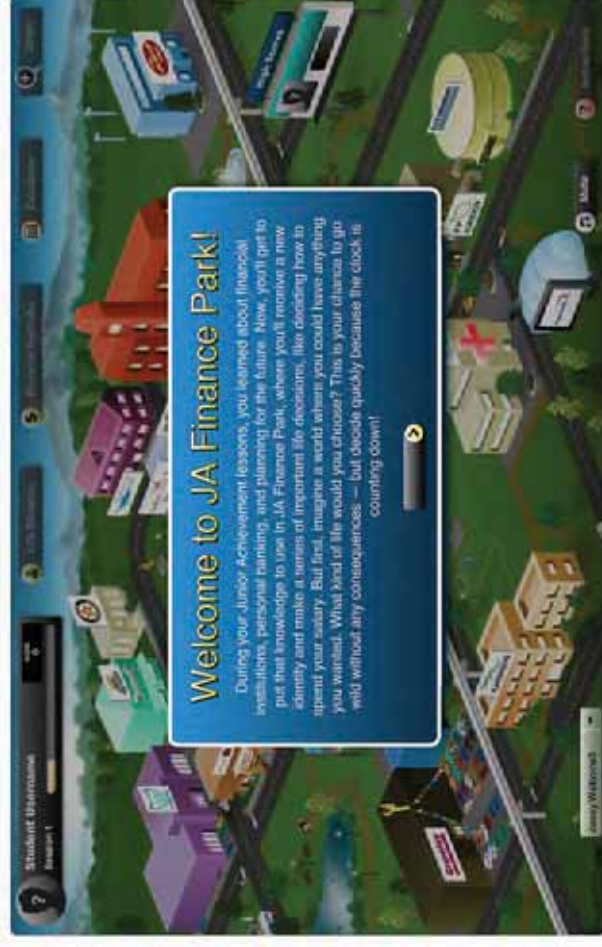 Student Username
Session 1
Welcome to JA Finance Park!
During your Junior Achievement lessons, you learned about financial
institutions, personal banking, and planning for the future. Now, you'll get to
put that knowledge to use in JA Finance Park, where you'll receive a new
identity and make a series of important life decisions, like deciding how to
spend your salary. But first, imagine a world where you could have anything
you wanted. What kind of life would you choose? This is your chance to go
wild without any consequences — but decide quickly because the clock is
counting down!
Mute